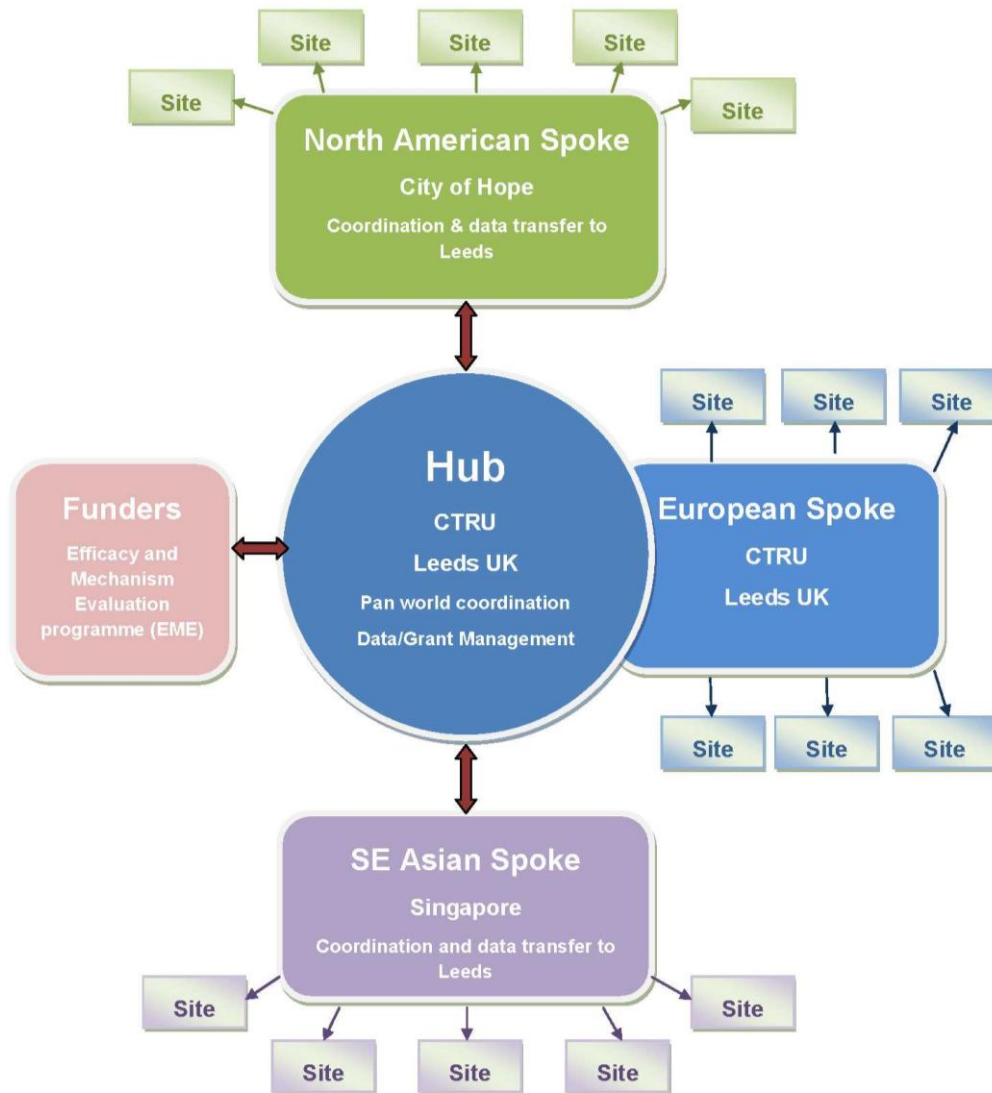 Site
Site
Site
Site
Site
North American Spoke
City of Hope
Coordination & data transfer to
Leeds
Site
Site
Site
Hub
CTRU
Leeds UK
Pan world coordination
Data/Grant Management
Funders
Efficacy and
Mechanism
Evaluation
programme (EME)
European Spoke
CTRU
Leeds UK
Site
Site
Site
SE Asian Spoke
Singapore
Coordination and data transfer to
Leeds
Site
Site
Site
Site
Site